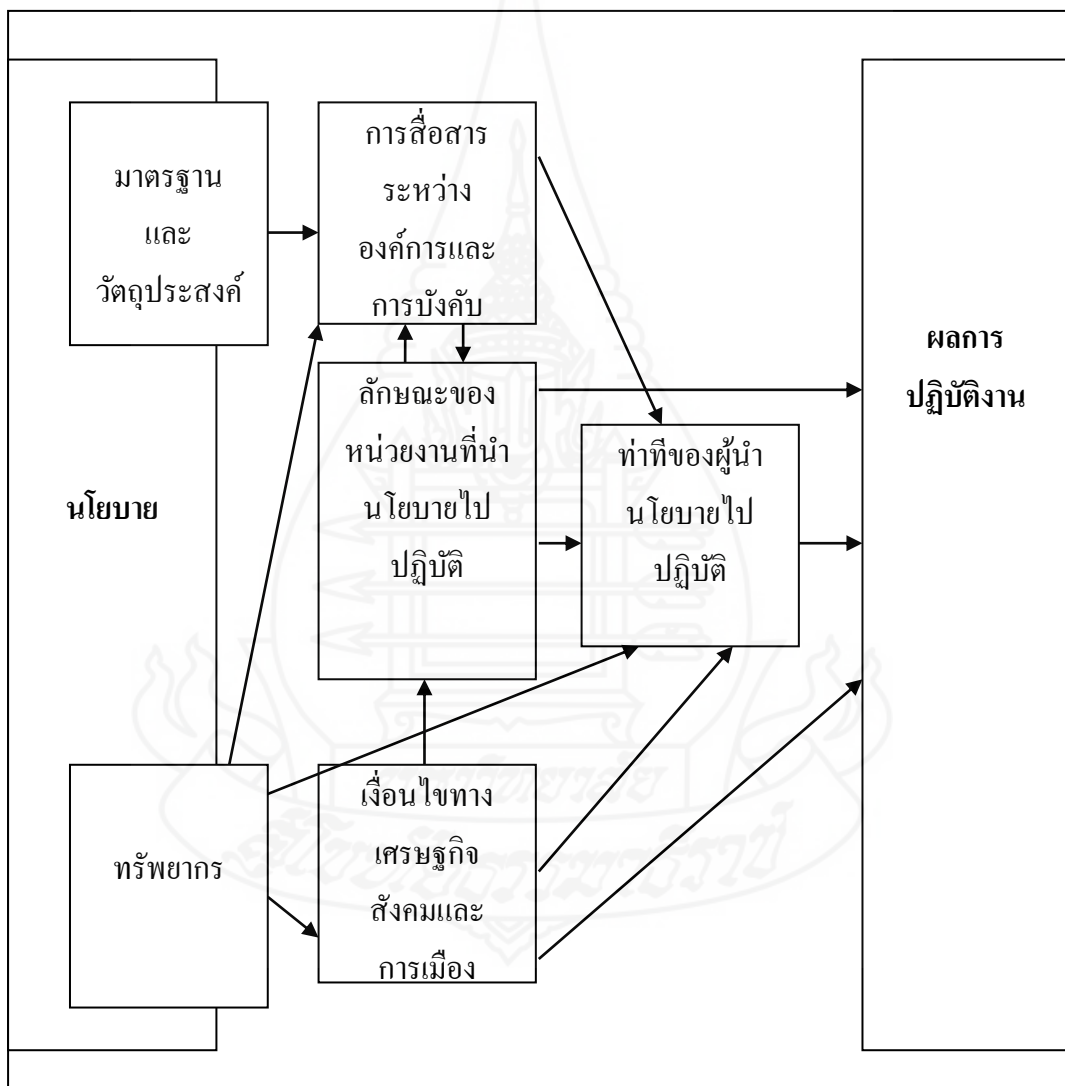 มาตรฐาน
และ
วัตถุประสงค์
การสื่อสาร
ระหว่าง
องค์การและ
การบังคับ
ลักษณะของ
หน่วยงานที่นำ
นโยบายไป
ปฏิบัติ
นโยบาย
ท่าทีของผู้นำ
นโยบายไป
ปฏิบัติ
ผลการ
ปฏิบัติงาน
ทรัพยากร
เงื่อนไขทาง
เศรษฐกิจ
สังคมและ
การเมือง